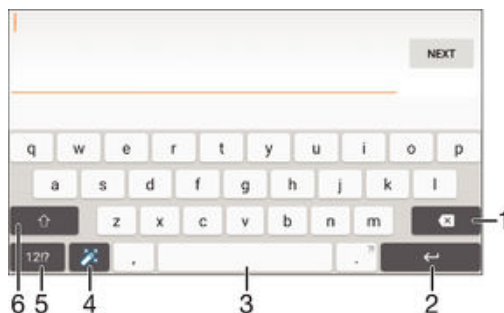 NEXT
q w e r t y u i o p
a s d f g h j k l
z x c v b n m 1
12!? , . ?!
6 5 4 3 2